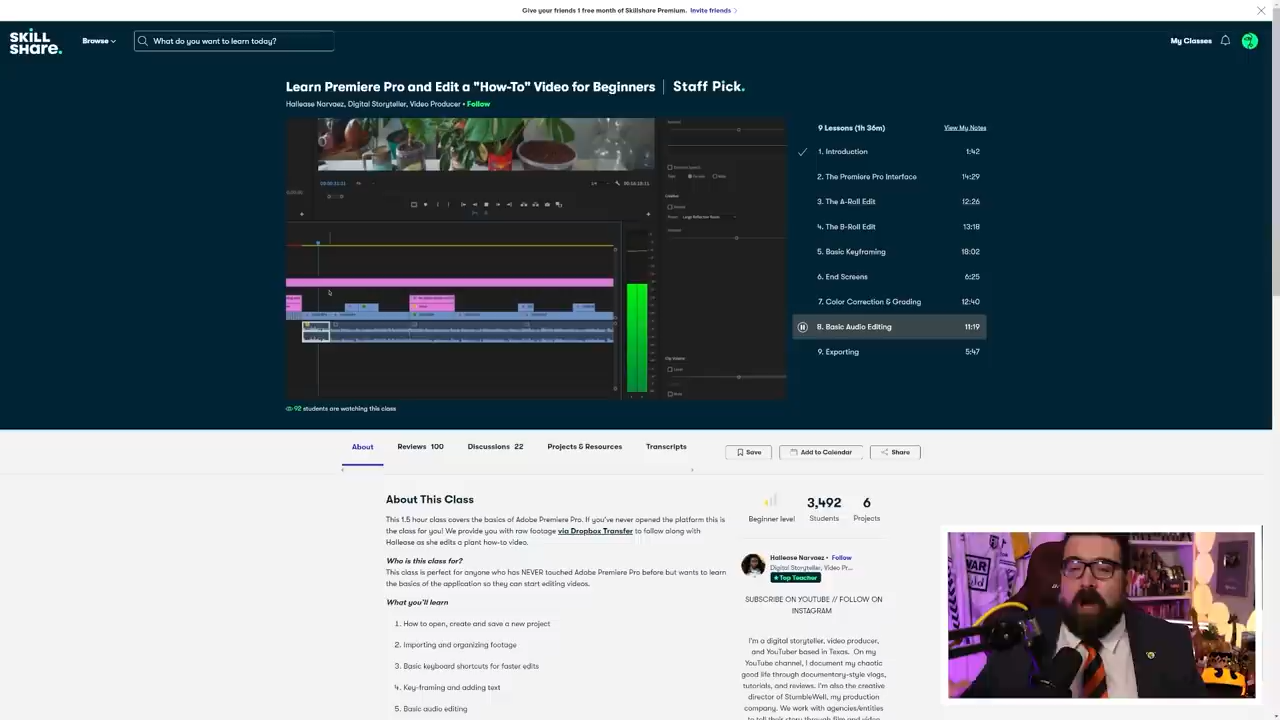 Give your friends 1 free month of Skillshare Premium. Invite friends
SKILL
SHARE.
Browse
What do you want to learn today?
My Classes
Learn Premiere Pro and Edit a "How-To" Video for Beginners
Staff Pick.
Hallease Narvaez, Digital Storyteller, Video Producer • Follow
9 Lessons (1h 36m)
View My Notes
1. Introduction 1:42
2. The Premiere Pro Interface 14:29
3. The A-Roll Edit 12:26
4. The B-Roll Edit 13:18
5. Basic Keyframing 18:02
6. End Screens 6:25
7. Color Correction & Grading 12:40
8. Basic Audio Editing 11:19
9. Exporting 5:47
92 students are watching this class
About
Reviews 100
Discussions 22
Projects & Resources
Transcripts
Save
Add to Calendar
Share
About This Class
This 1.5 hour class covers the basics of Adobe Premiere Pro. If you've never opened the platform this is
the class for you! We provide you with raw footage via Dropbox Transfer to follow along with
Hallease as she edits a plant how-to video.
Who is this class for?
This class is perfect for anyone who has NEVER touched Adobe Premiere Pro before but wants to learn
the basics of the application so they can start editing videos.
What you'll learn
1. How to open, create and save a new project
2. Importing and organizing footage
3. Basic keyboard shortcuts for faster edits
4. Key-framing and adding text
5. Basic audio editing
Beginner level
3,492
Students
6
Projects
Hallease Narvaez • Follow
Digital Storyteller, Video Pr...
Top Teacher
SUBSCRIBE ON YOUTUBE // FOLLOW ON
INSTAGRAM
I'm a digital storyteller, video producer,
and YouTuber based in Texas. On my
YouTube channel, I document my chaotic
good life through documentary-style vlogs,
tutorials, and reviews. I'm also the creative
director of StumbleWell, my production
company. We work with agencies/entities
to tell their story through film and video
WAR